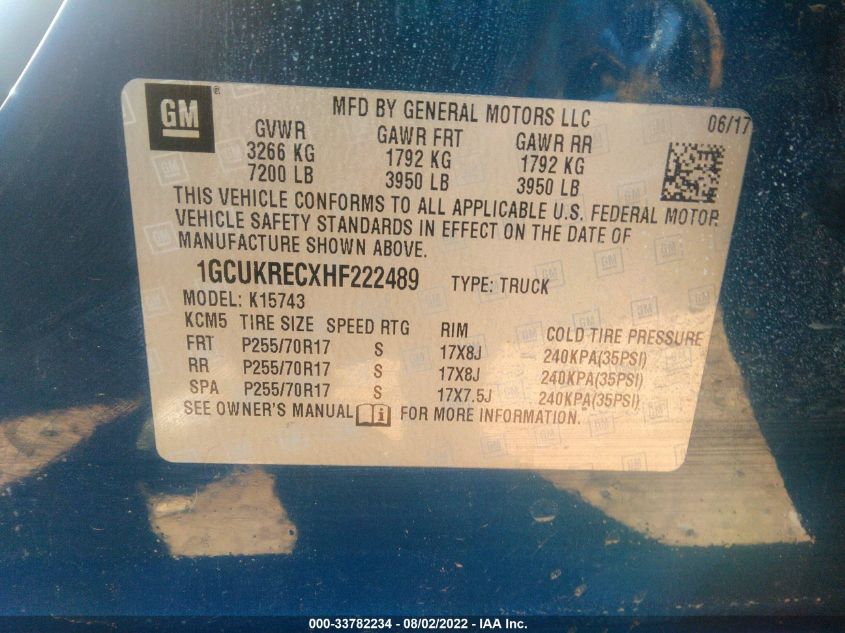 GM ®
MFD BY GENERAL MOTORS LLC
06/17
GVWR GAWR FRT GAWR RR
3266 KG 1792 KG 1792 KG
7200 LB 3950 LB 3950 LB
THIS VEHICLE CONFORMS TO ALL APPLICABLE U.S. FEDERAL MOTOR
VEHICLE SAFETY STANDARDS IN EFFECT ON THE DATE OF
MANUFACTURE SHOWN ABOVE.
1GCUKRECXHF222489 TYPE: TRUCK
MODEL: K15743
KCM5 TIRE SIZE SPEED RTG RIM COLD TIRE PRESSURE
FRT P255/70R17 S 17X8J 240KPA(35PSI)
RR P255/70R17 S 17X8J 240KPA(35PSI)
SPA P255/70R17 S 17X7.5J 240KPA(35PSI)
SEE OWNER'S MANUAL i FOR MORE INFORMATION.
000-33782234 - 08/02/2022 - IAA Inc.